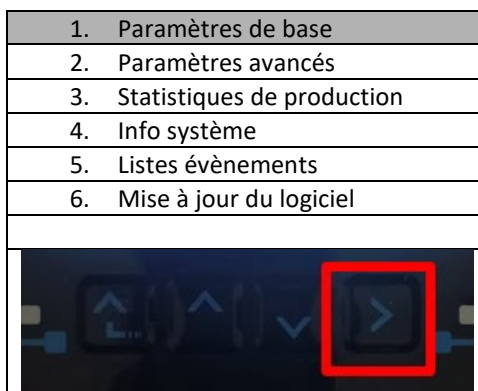 1. Paramètres de base
2. Paramètres avancés
3. Statistiques de production
4. Info système
5. Listes évènements
6. Mise à jour du logiciel